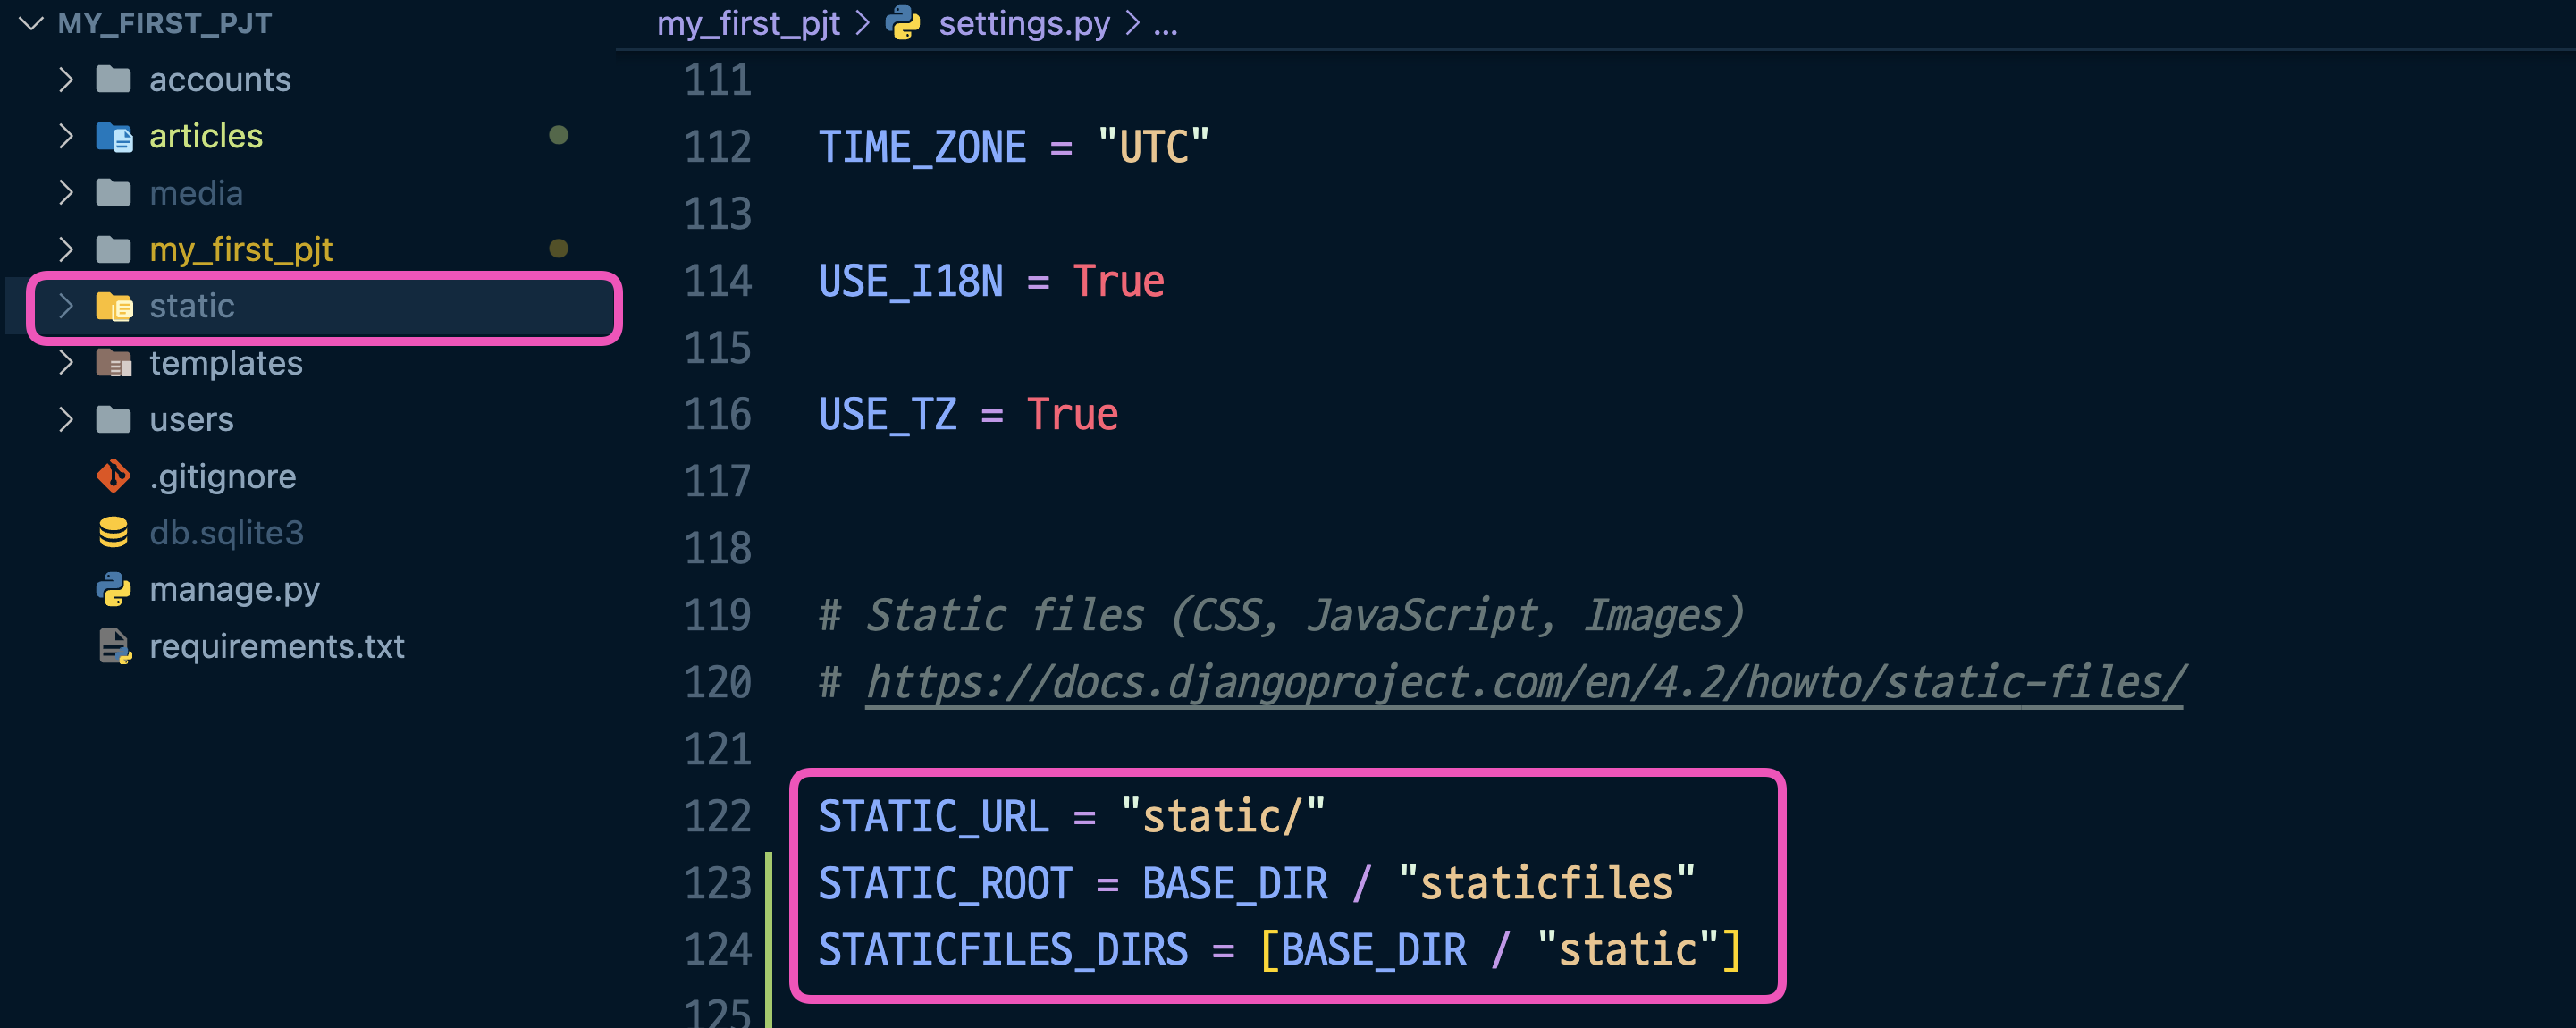 MY_FIRST_PJT
accounts
articles
media
my_first_pjt
static
templates
users
.gitignore
db.sqlite3
manage.py
requirements.txt
my_first_pjt > settings.py > ...
111
112 TIME_ZONE = "UTC"
113
114 USE_I18N = True
115
116 USE_TZ = True
117
118
119 # Static files (CSS, JavaScript, Images)
120 # https://docs.djangoproject.com/en/4.2/howto/static-files/
121
122 STATIC_URL = "static/"
123 STATIC_ROOT = BASE_DIR / "staticfiles"
124 STATICFILES_DIRS = [BASE_DIR / "static"]
125